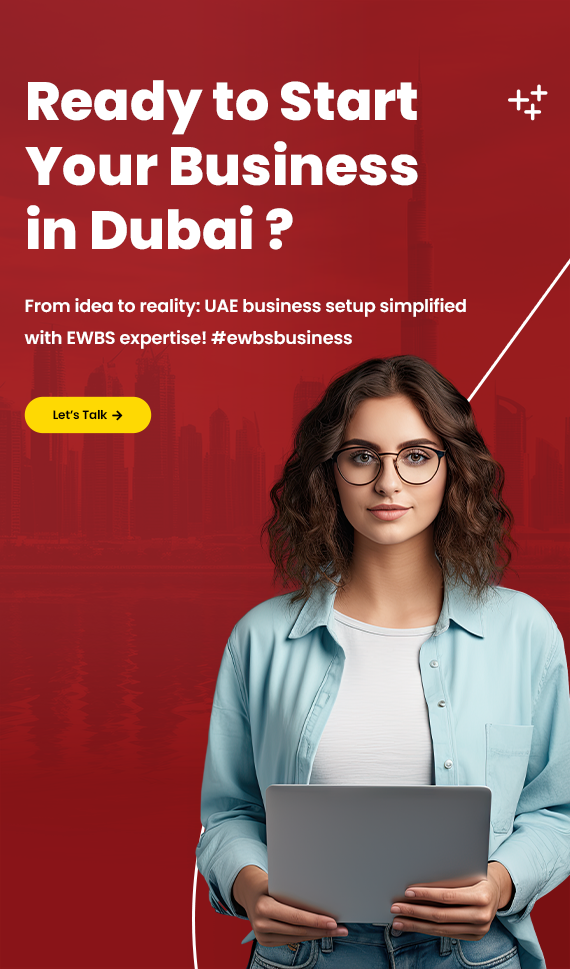 Ready to Start
Your Business
in Dubai ?
From idea to reality: UAE business setup simplified
with EWBS expertise! #ewbsbusiness
Let's Talk →